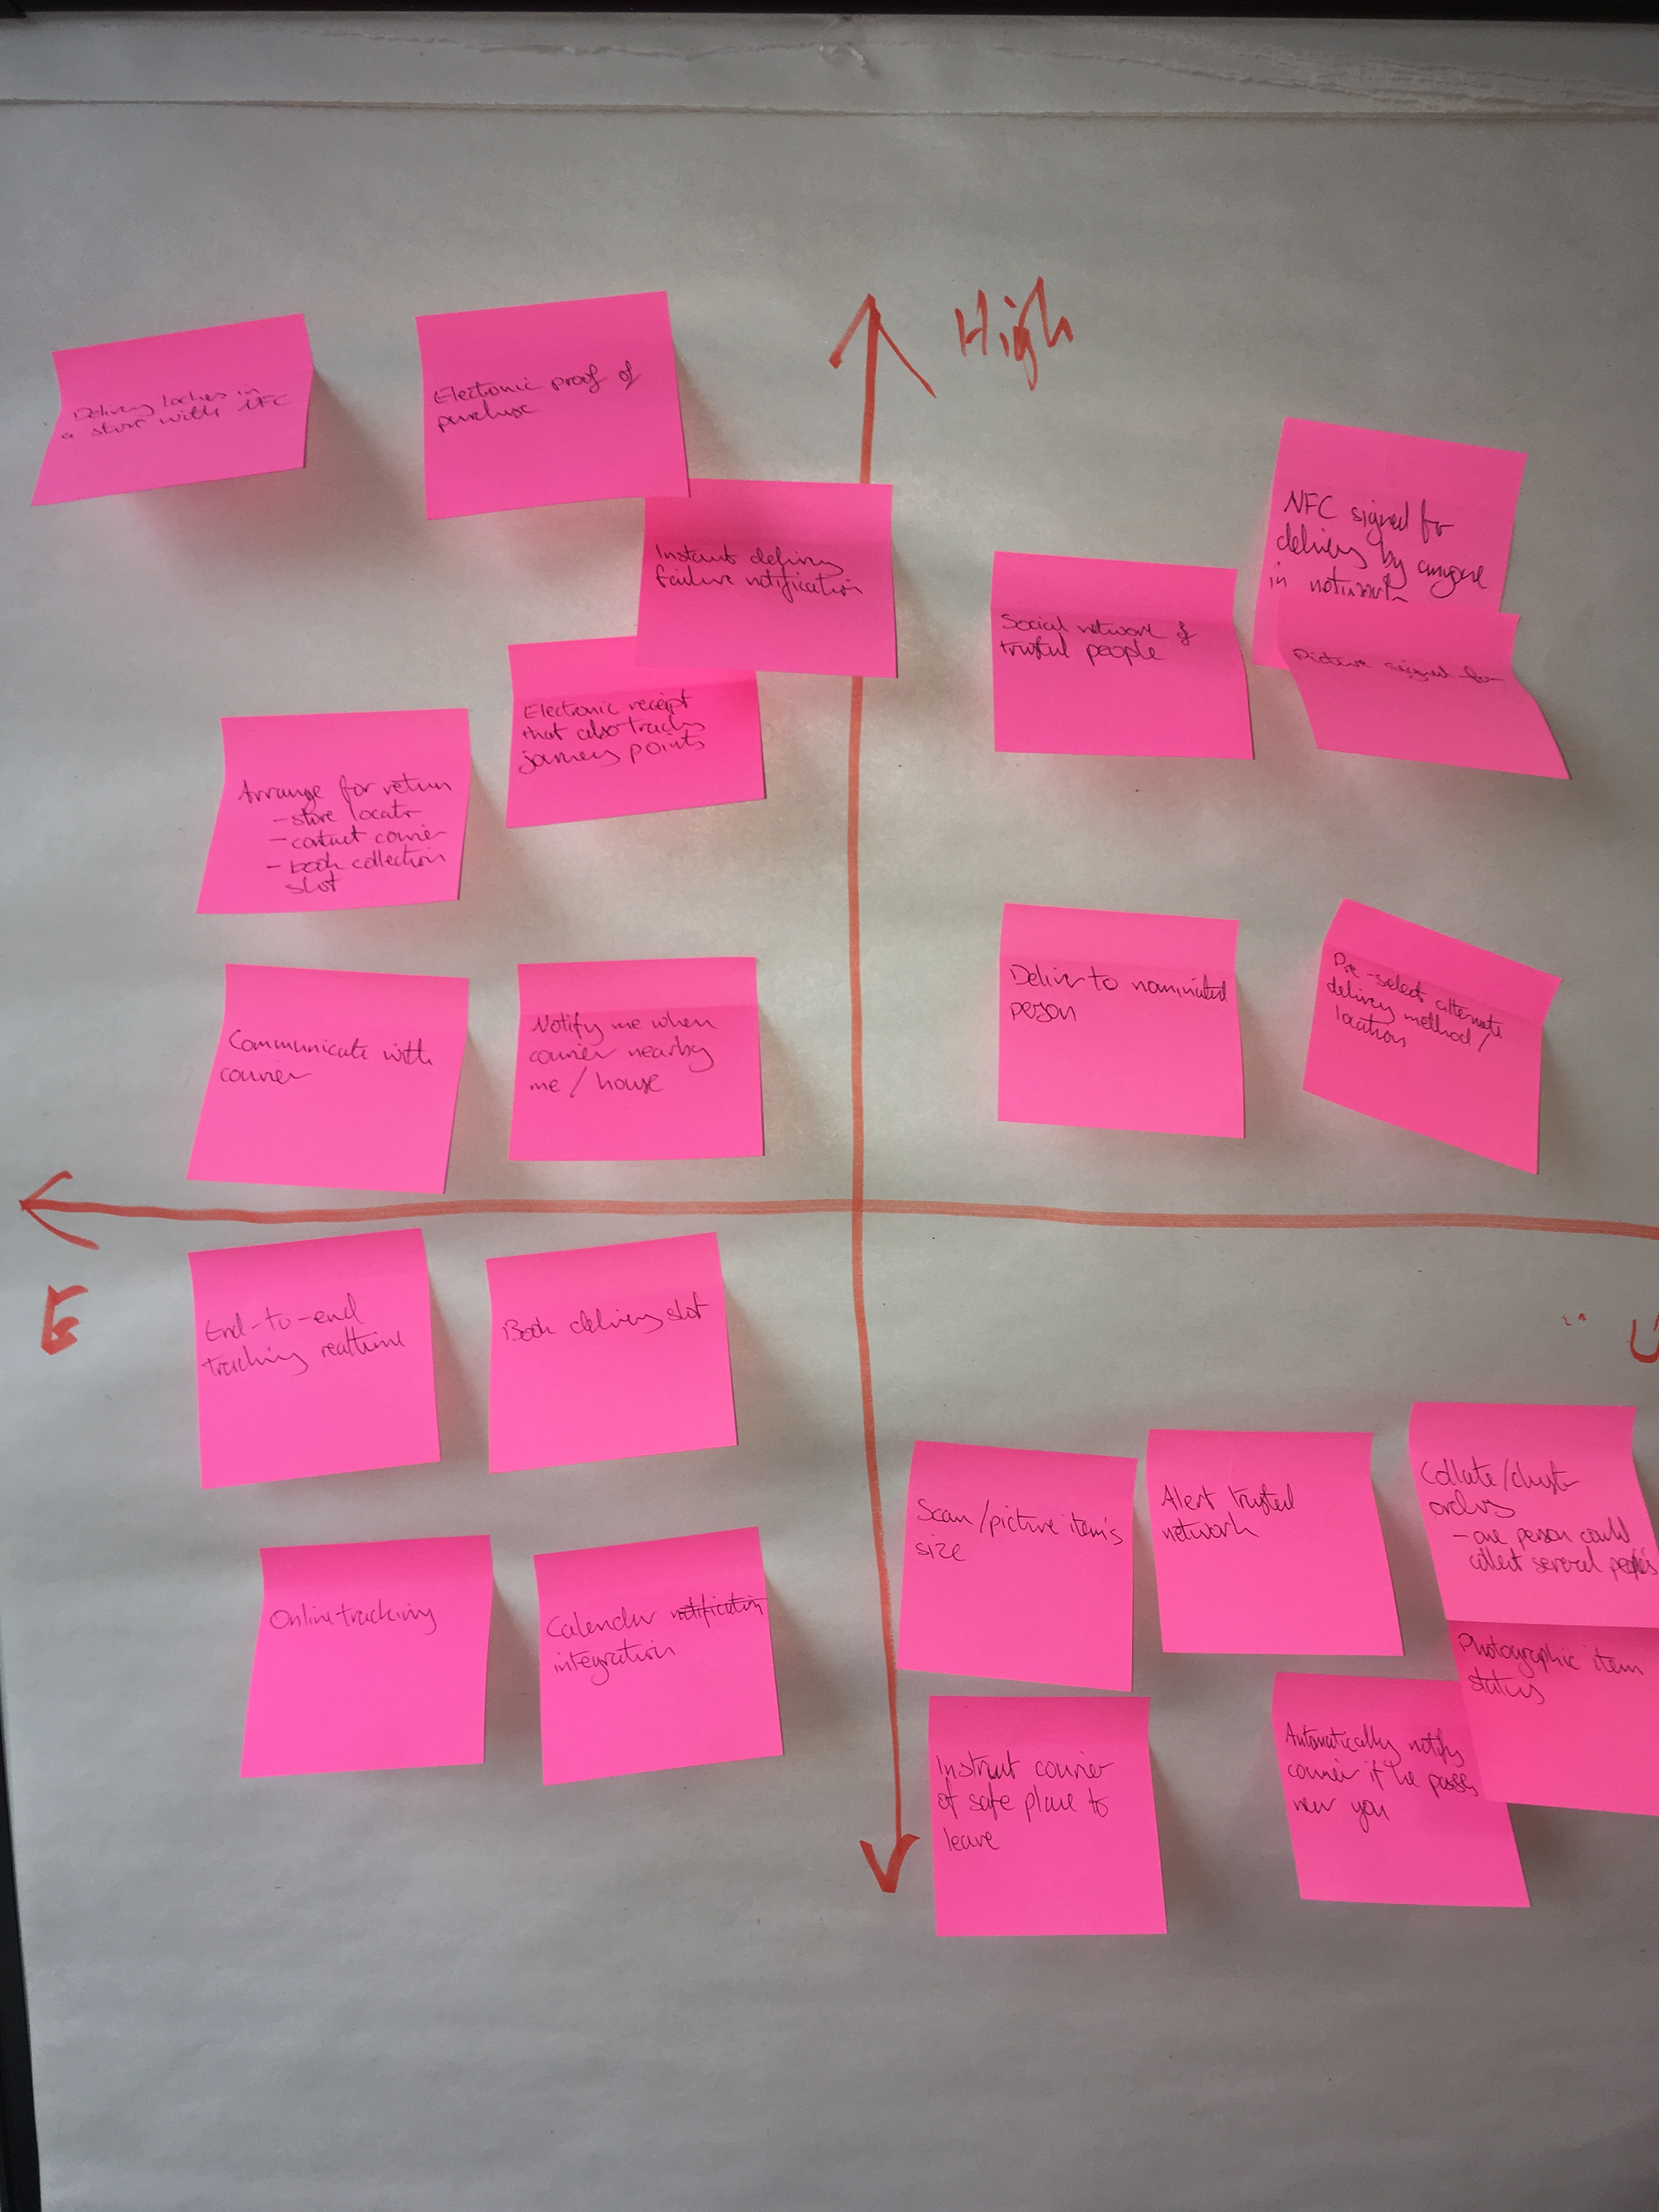 High
Delivery lockers in
a store with NFC
Electronic proof of
purchase
Instant delivery
failure notification
NFC signed for
delivery by anyone
in network
Social network of
trustful people
Picture signed for
Electronic receipt
that also tracks
journey points
Arrange for return
- store locatr
- contact courier
- book collection
slot
Deliver to nominated
person
Pre-select alternate
delivery method/
location
Communicate with
courier
Notify me when
courier nearby
me / house
E
U
End-to-end
tracking realtime
Book delivery slot
Scan/picture item's
size
Alert trusted
network
Collate/cluster
orders
- one person could
collect several people's
Online tracking
Calendar notification
integration
Photographic item
status
Instruct courier
of safe place to
leave
Automatically notify
courier if he passes
near you